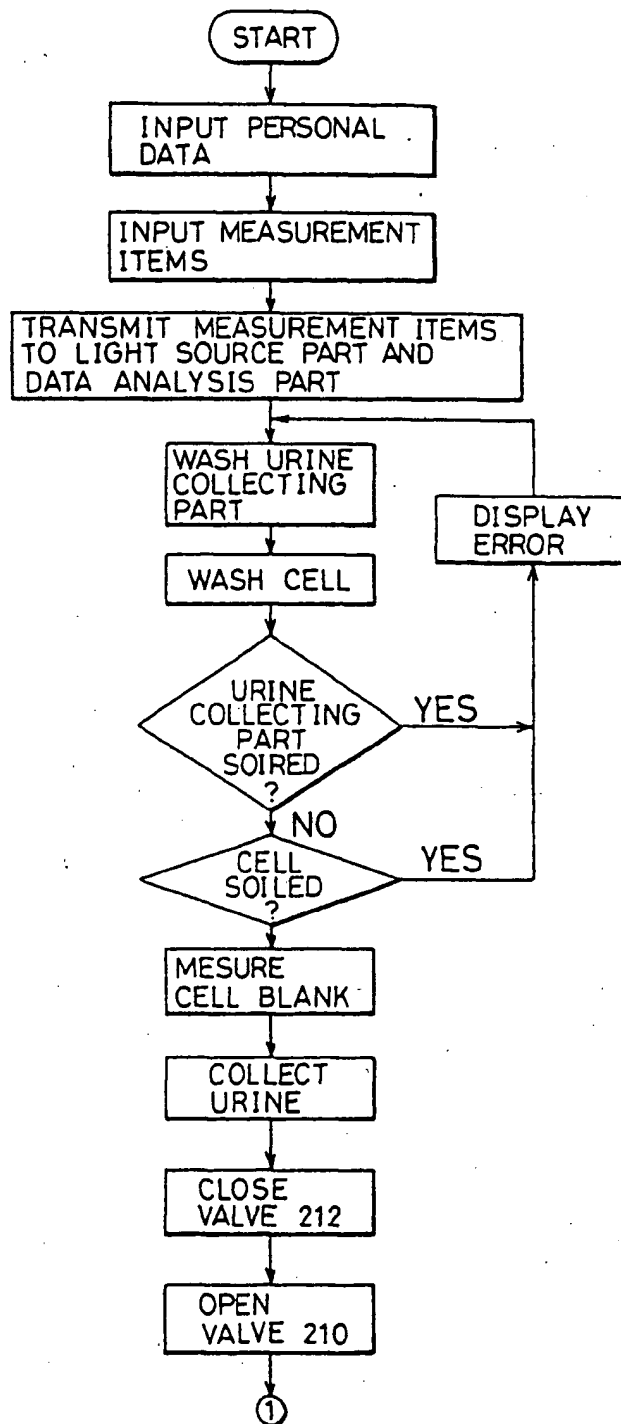 START
INPUT PERSONAL
DATA
INPUT MEASUREMENT
ITEMS
TRANSMIT MEASUREMENT ITEMS
TO LIGHT SOURCE PART AND
DATA ANALYSIS PART
WASH URINE
COLLECTING
PART
DISPLAY
ERROR
WASH CELL
URINE
COLLECTING
PART
SOIRED
?
YES
NO
CELL
SOILED
?
YES
MESURE
CELL BLANK
COLLECT
URINE
CLOSE
VALVE 212
OPEN
VALVE 210
1